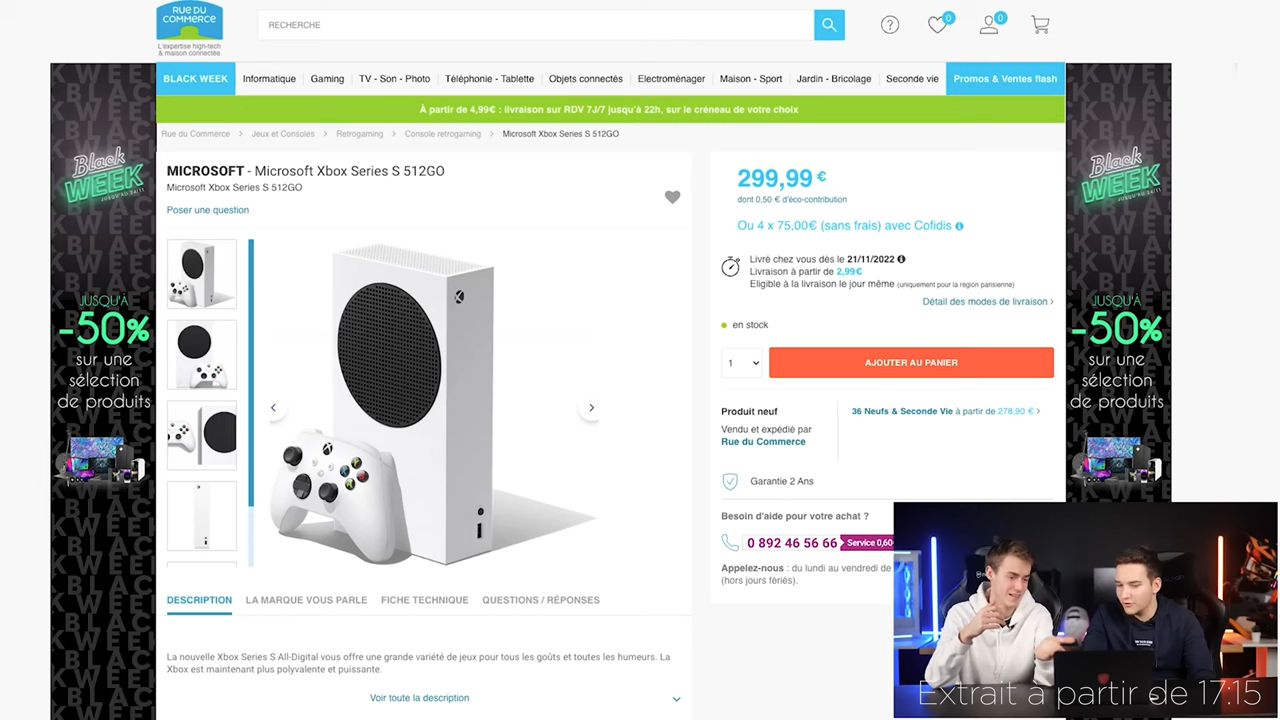 RUE DU
COMMERCE
L'expertise high-tech
& maison connectée
RECHERCHE
0
0
BLACK WEEK
Informatique
Gaming
TV - Son - Photo
Téléphonie - Tablette
Objets connectés
Electroménager
Maison - Sport
Jardin - Bricolage
Seconde vie
Promos & Ventes flash
À partir de 4,99€ : livraison sur RDV 7J/7 jusqu'à 22h, sur le créneau de votre choix
Rue du Commerce > Jeux et Consoles > Retrogaming > Console retrogaming > Microsoft Xbox Series S 512GO
MICROSOFT - Microsoft Xbox Series S 512GO
Microsoft Xbox Series S 512GO
Poser une question
299,99 €
dont 0,50 € d'éco-contribution
Ou 4 x 75,00€ (sans frais) avec Cofidis
Livré chez vous dès le 21/11/2022
Livraison à partir de 2,99€
Eligible à la livraison le jour même (uniquement pour la région parisienne)
Détail des modes de livraison >
en stock
1
AJOUTER AU PANIER
Produit neuf
Vendu et expédié par
Rue du Commerce
36 Neufs & Seconde Vie à partir de 278,90 € >
Garantie 2 Ans
Besoin d'aide pour votre achat ?
0 892 46 56 66
Service 0,60
Appelez-nous : du lundi au vendredi de
(hors jours fériés).
DESCRIPTION
LA MARQUE VOUS PARLE
FICHE TECHNIQUE
QUESTIONS / RÉPONSES
La nouvelle Xbox Series S All-Digital vous offre une grande variété de jeux pour tous les goûts et toutes les humeurs. La
Xbox est maintenant plus polyvalente et puissante.
Voir toute la description
Black
WEEK
JUSQU'AU 28/11
JUSQU'À
-50%
sur une
sélection
de produits
Black
WEEK
JUSQU'AU 28/11
JUSQU'À
-50%
sur une
sélection
de produits
Extrait à partir de 17:15